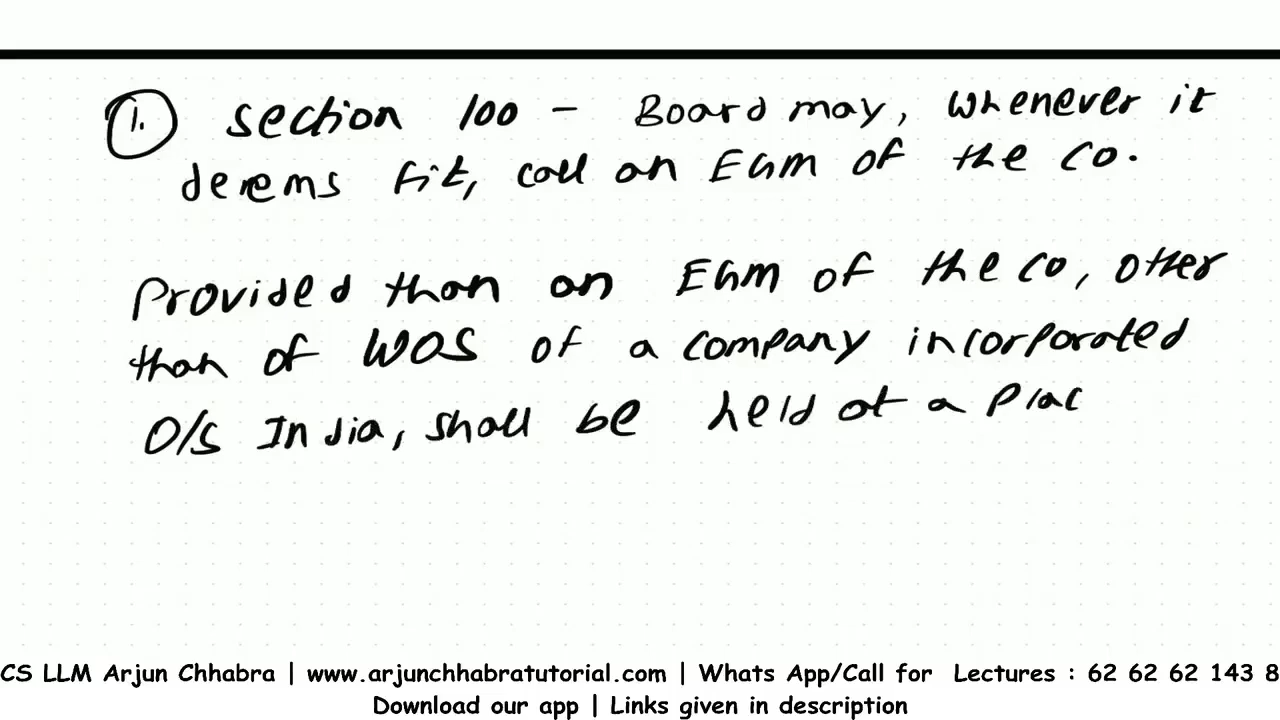 1. Section 100 - Board may, whenever it
derems fit, call an EGM of the co.
Provided than an EGM of the co, other
than of WOS of a company incorporated
O/S India, shall be held at a Plac
CS LLM Arjun Chhabra | www.arjunchhabratutorial.com | Whats App/Call for Lectures : 62 62 62 143 8
Download our app | Links given in description